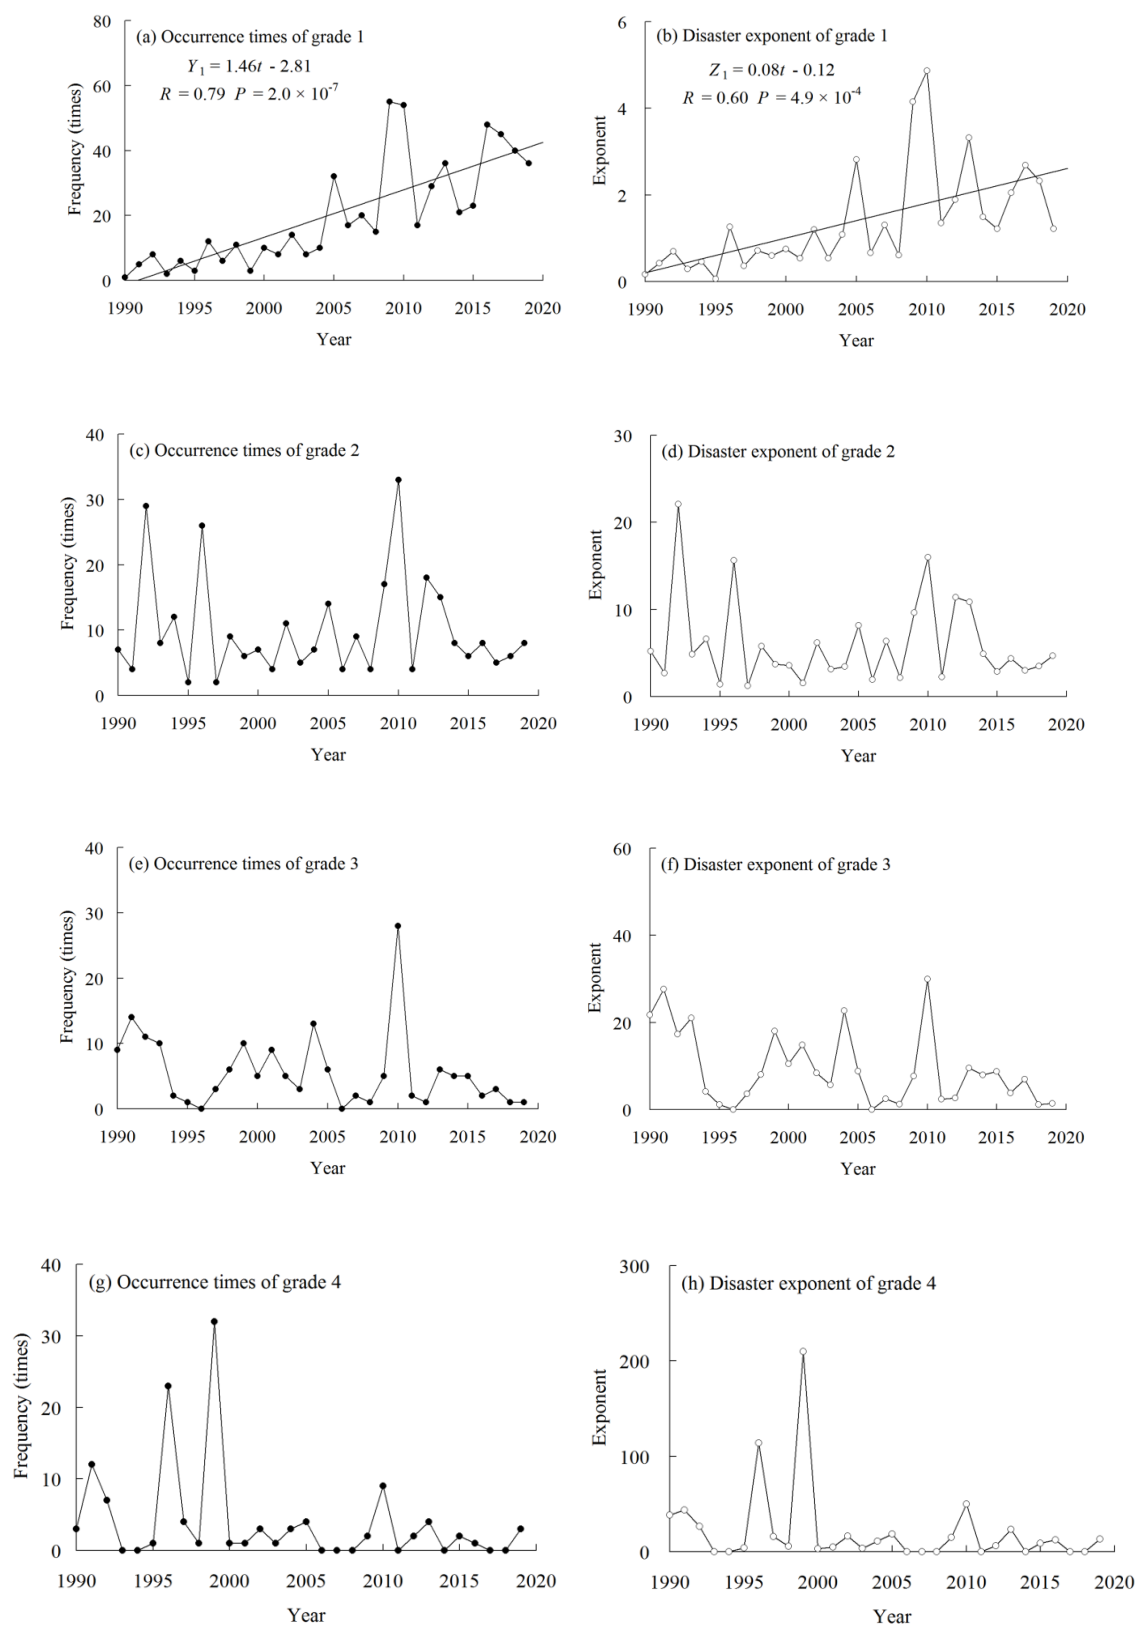 (a) Occurrence times of grade 1
Y1 = 1.46t - 2.81
R = 0.79 P = 2.0 × 10-7
Frequency (times)
80
60
40
20
0
1990 1995 2000 2005 2010 2015 2020
Year
(b) Disaster exponent of grade 1
Z1 = 0.08t - 0.12
R = 0.60 P = 4.9 × 10-4
Exponent
6
4
2
0
1990 1995 2000 2005 2010 2015 2020
Year
(c) Occurrence times of grade 2
Frequency (times)
40
30
20
10
0
1990 1995 2000 2005 2010 2015 2020
Year
(d) Disaster exponent of grade 2
Exponent
30
20
10
0
1990 1995 2000 2005 2010 2015 2020
Year
(e) Occurrence times of grade 3
Frequency (times)
40
30
20
10
0
1990 1995 2000 2005 2010 2015 2020
Year
(f) Disaster exponent of grade 3
Exponent
60
40
20
0
1990 1995 2000 2005 2010 2015 2020
Year
(g) Occurrence times of grade 4
Frequency (times)
40
30
20
10
0
1990 1995 2000 2005 2010 2015 2020
Year
(h) Disaster exponent of grade 4
Exponent
300
200
100
0
1990 1995 2000 2005 2010 2015 2020
Year